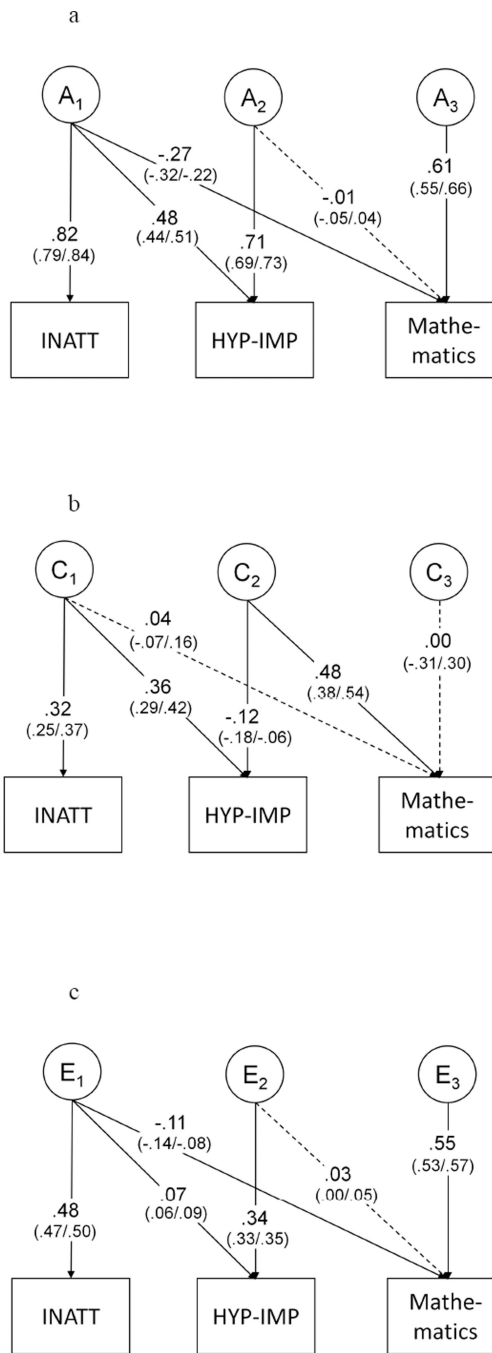 a
A1 A2 A3
-.27
(-.32/-.22)
.61
(.55/.66)
-.01
(-.05/.04)
.48
(.44/.51)
.82
(.79/.84)
.71
(.69/.73)
INATT
HYP-IMP
Mathe-
matics
b
C1 C2 C3
.04
(-.07/.16)
.00
(-.31/.30)
.48
(.38/.54)
.36
(.29/.42)
.32
(.25/.37)
-.12
(-.18/-.06)
INATT
HYP-IMP
Mathe-
matics
c
E1 E2 E3
-.11
(-.14/-.08)
.55
(.53/.57)
.03
(.00/.05)
.07
(.06/.09)
.48
(.47/.50)
.34
(.33/.35)
INATT
HYP-IMP
Mathe-
matics